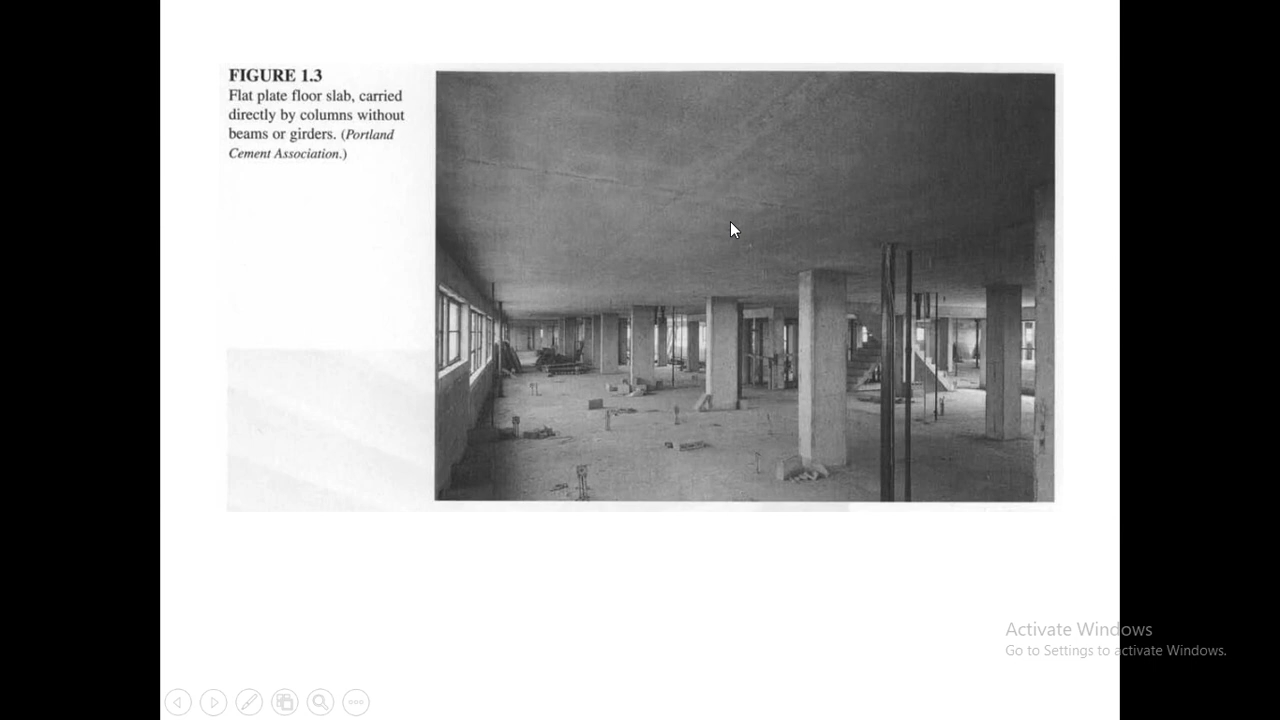 FIGURE 1.3
Flat plate floor slab, carried
directly by columns without
beams or girders. (Portland
Cement Association.)
Activate Windows
Go to Settings to activate Windows.